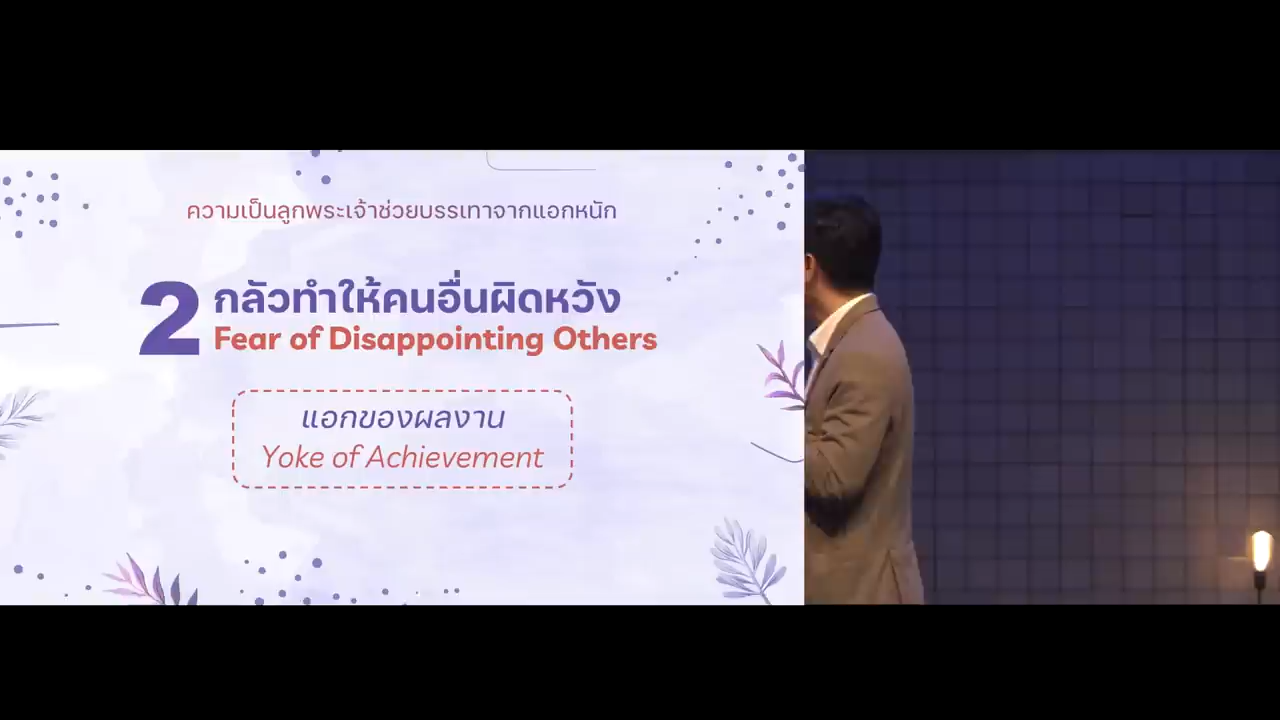 ความเป็นลูกพระเจ้าช่วยบรรเทาจากแอกหนัก
2 กลัวทำให้คนอื่นผิดหวัง
Fear of Disappointing Others
แอกของผลงาน
Yoke of Achievement